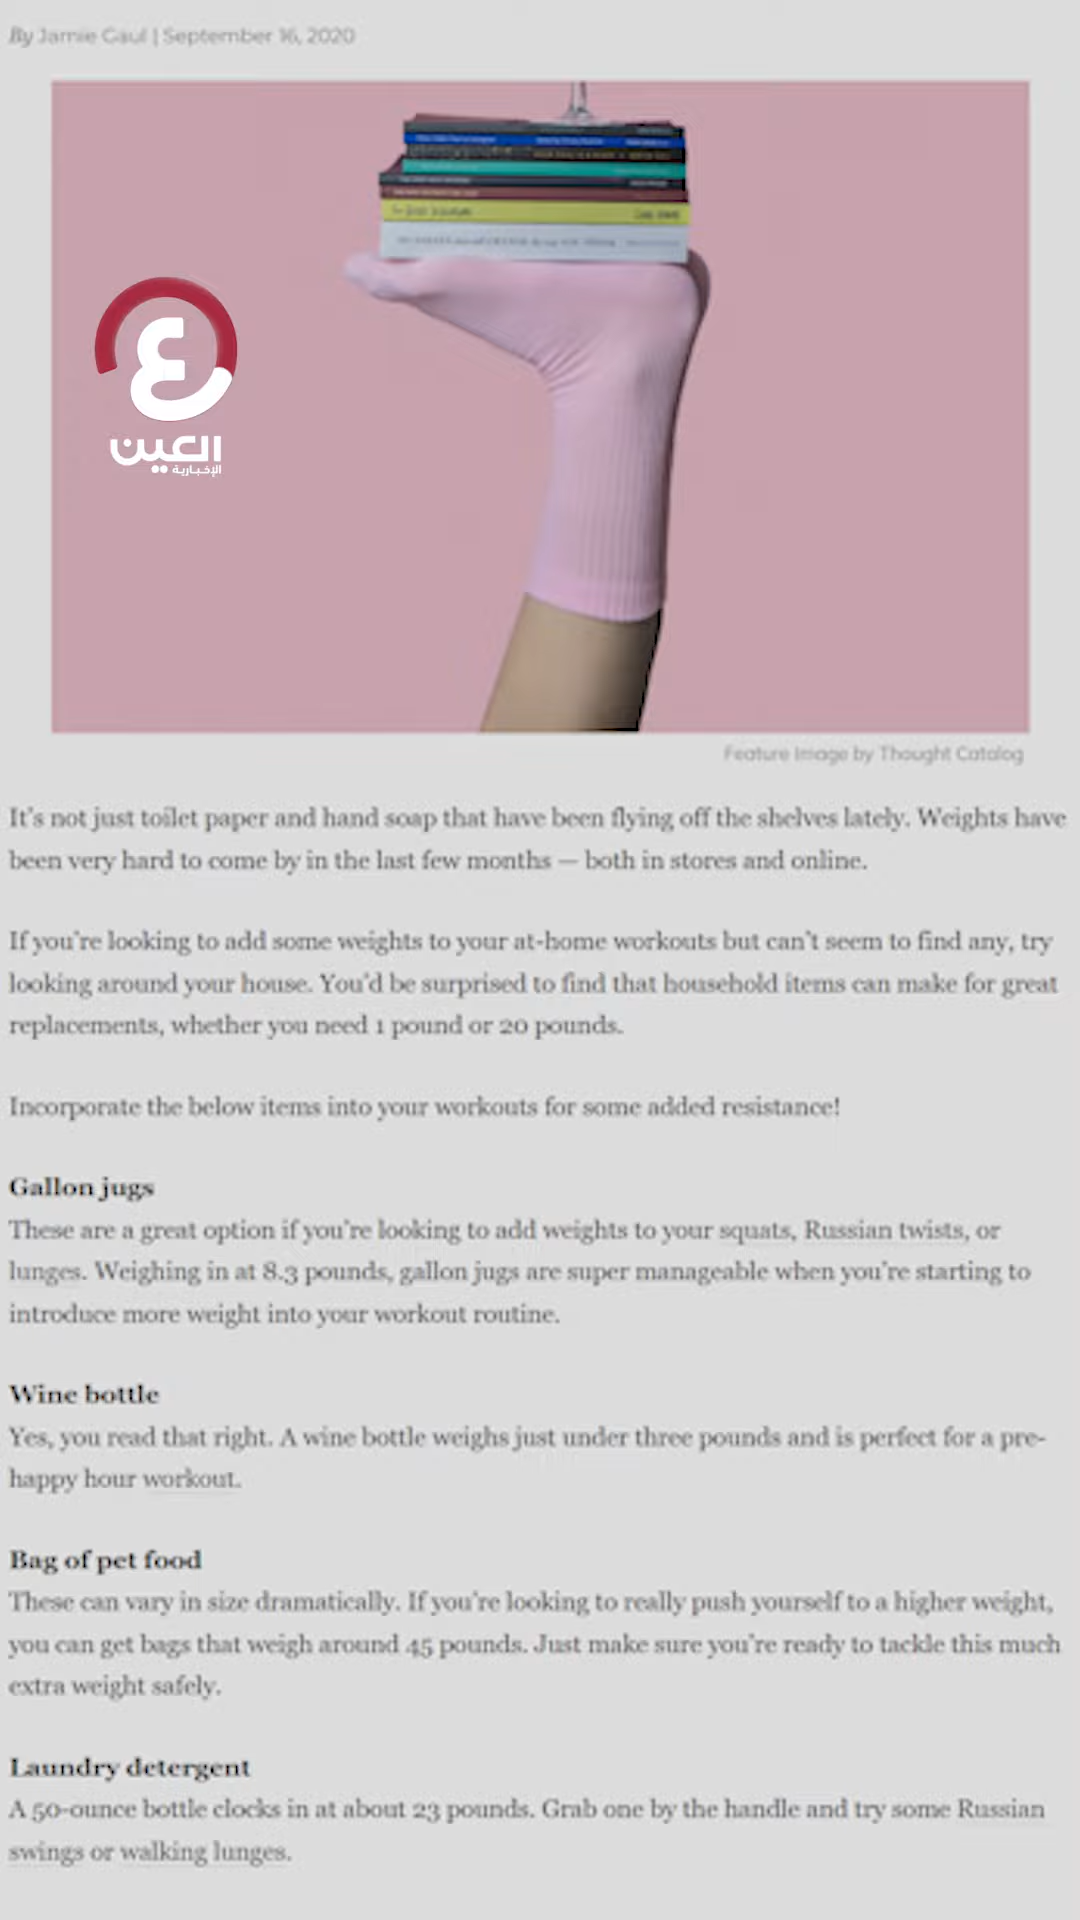 By Jamie Gaul | September 16, 2020
العين
الإخبارية
Feature Image by Thought Catalog
It's not just toilet paper and hand soap that have been flying off the shelves lately. Weights have
been very hard to come by in the last few months — both in stores and online.
If you're looking to add some weights to your at-home workouts but can't seem to find any, try
looking around your house. You'd be surprised to find that household items can make for great
replacements, whether you need 1 pound or 20 pounds.
Incorporate the below items into your workouts for some added resistance!
Gallon jugs
These are a great option if you're looking to add weights to your squats, Russian twists, or
lunges. Weighing in at 8.3 pounds, gallon jugs are super manageable when you're starting to
introduce more weight into your workout routine.
Wine bottle
Yes, you read that right. A wine bottle weighs just under three pounds and is perfect for a pre-
happy hour workout.
Bag of pet food
These can vary in size dramatically. If you're looking to really push yourself to a higher weight,
you can get bags that weigh around 45 pounds. Just make sure you're ready to tackle this much
extra weight safely.
Laundry detergent
A 50-ounce bottle clocks in at about 23 pounds. Grab one by the handle and try some Russian
swings or walking lunges.